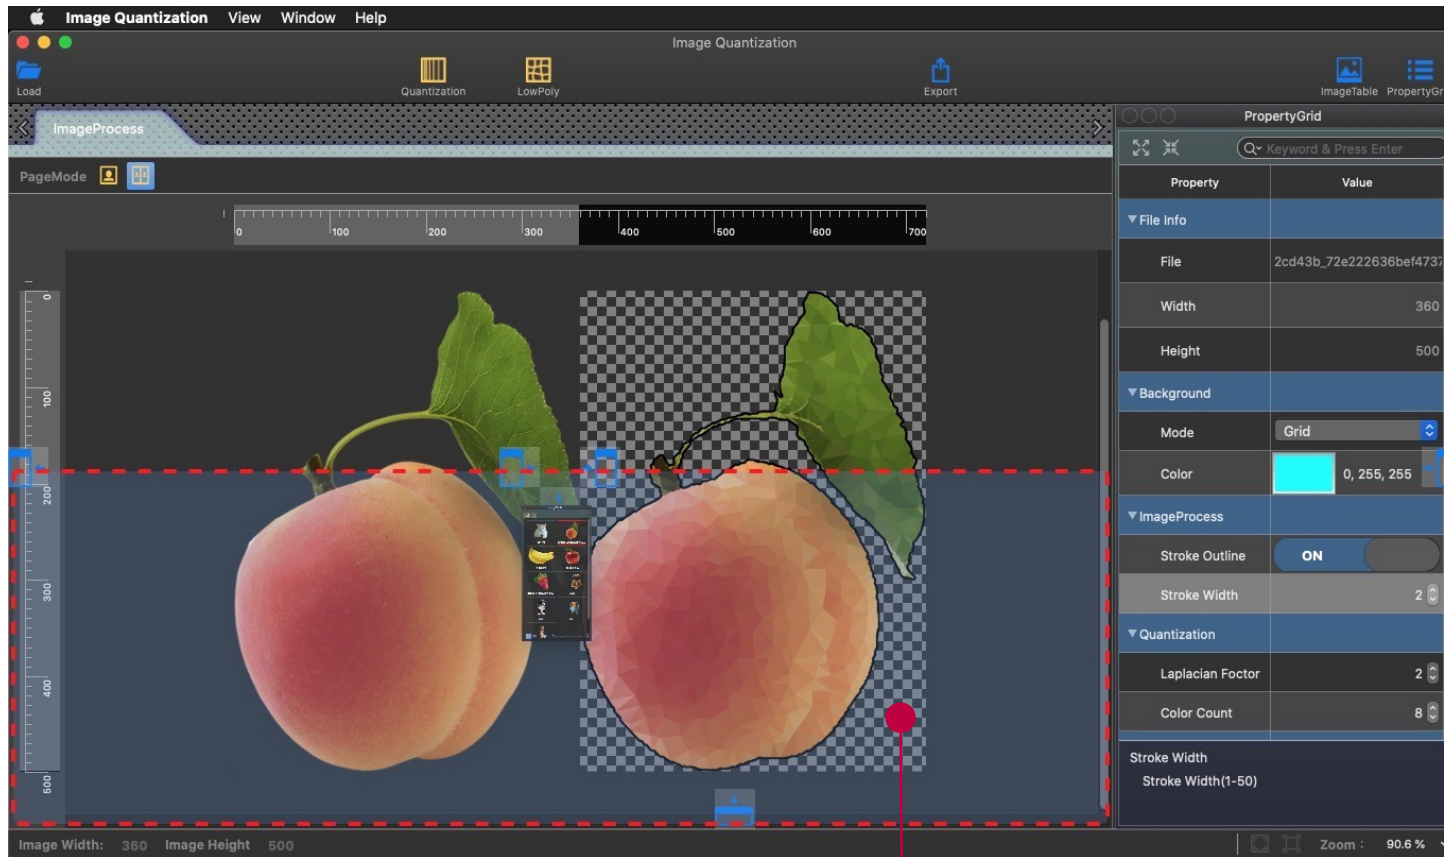 Image Quantization View Window Help
Image Quantization
Load
Quantization
LowPoly
Export
ImageTable
PropertyGr
ImageProcess
PropertyGrid
Keyword & Press Enter
PageMode
Property Value
0 100 200 300 400 500 600 700
File Info
File 2cd43b_72e222636bef4737
Width 360
Height 500
Background
Mode Grid
Color 0, 255, 255
ImageProcess
Stroke Outline ON
Stroke Width 2
Quantization
Laplacian Foctor 2
Color Count 8
0
100
200
300
400
500
Stroke Width
Stroke Width(1-50)
Image Width: 360 Image Height 500
Zoom : 90.6 %